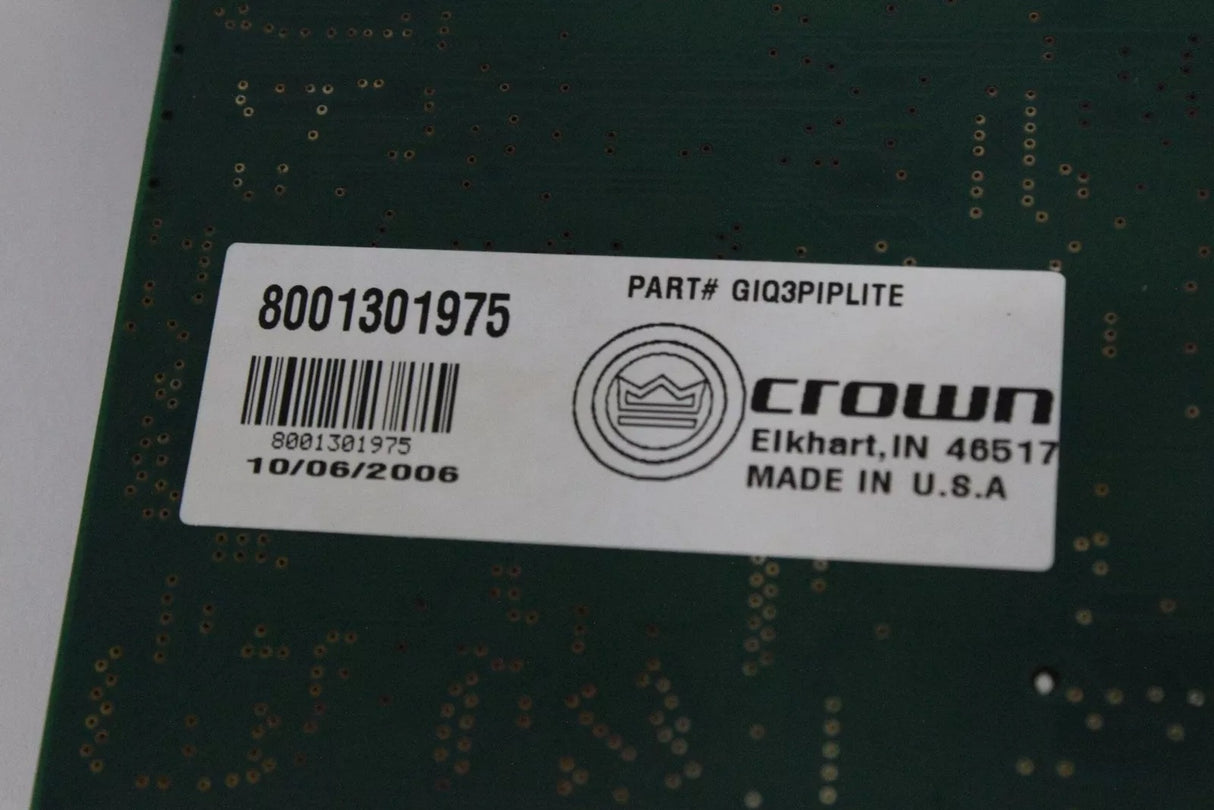 8001301975
PART# GIQ3PIPLITE
8001301975
10/06/2006
crown
Elkhart, IN 46517
MADE IN U.S.A